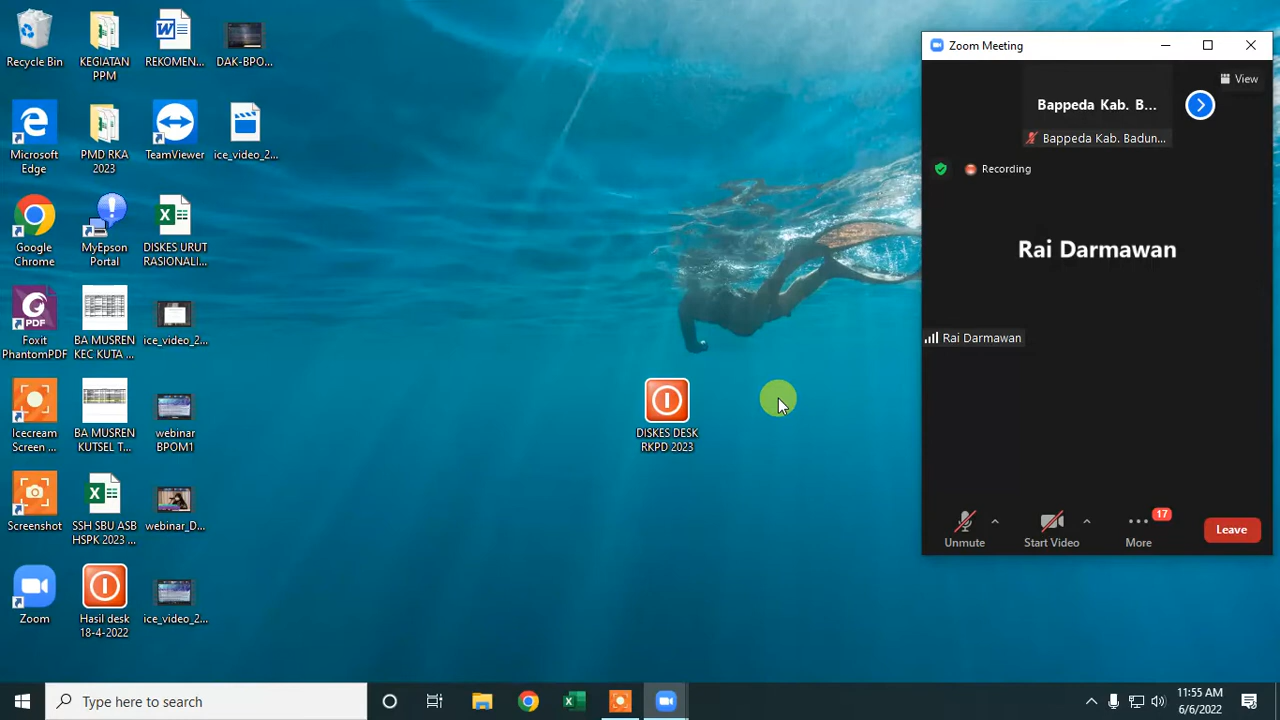 Recycle Bin
KEGIATAN
PPM
REKOMEN...
DAK-BPO...
Microsoft
Edge
PMD RKA
2023
TeamViewer
ice_video_2...
Google
Chrome
MyEpson
Portal
DISKES URUT
RASIONALI...
PDF
Foxit
PhantomPDF
BA MUSREN
KEC KUTA ...
ice_video_2...
Icecream
Screen ...
BA MUSREN
KUTSEL T...
webinar
BPOM1
Screenshot
SSH SBU ASB
HSPK 2023 ...
webinar_D...
Zoom
Hasil desk
18-4-2022
ice_video_2...
DISKES DESK
RKPD 2023
Zoom Meeting
View
Bappeda Kab. B...
Bappeda Kab. Badun...
Recording
Rai Darmawan
Rai Darmawan
17
Unmute
Start Video
More
Leave
Type here to search
11:55 AM
6/6/2022